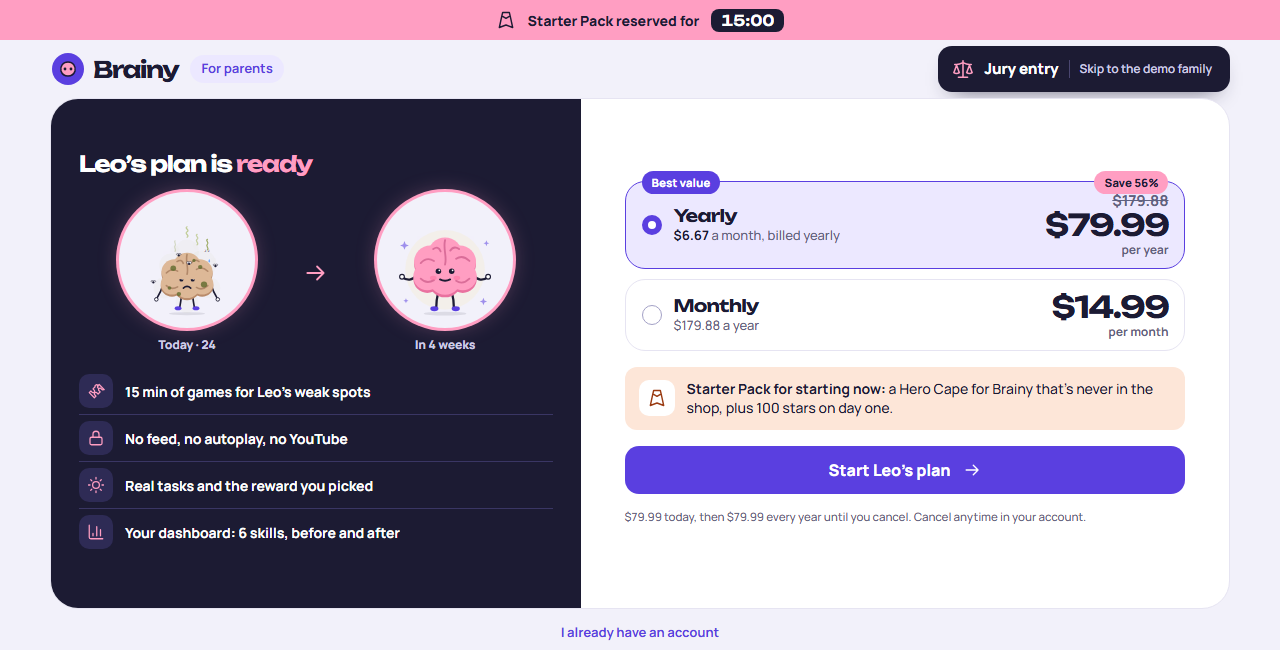 Starter Pack reserved for 15:00
Brainy For parents
Jury entry Skip to the demo family
Leo's plan is ready
Today · 24
In 4 weeks
15 min of games for Leo's weak spots
No feed, no autoplay, no YouTube
Real tasks and the reward you picked
Your dashboard: 6 skills, before and after
Best value
Save 56%
Yearly
$6.67 a month, billed yearly
$179.88
$79.99
per year
Monthly
$179.88 a year
$14.99
per month
Starter Pack for starting now: a Hero Cape for Brainy that's never in the
shop, plus 100 stars on day one.
Start Leo's plan
$79.99 today, then $79.99 every year until you cancel. Cancel anytime in your account.
I already have an account